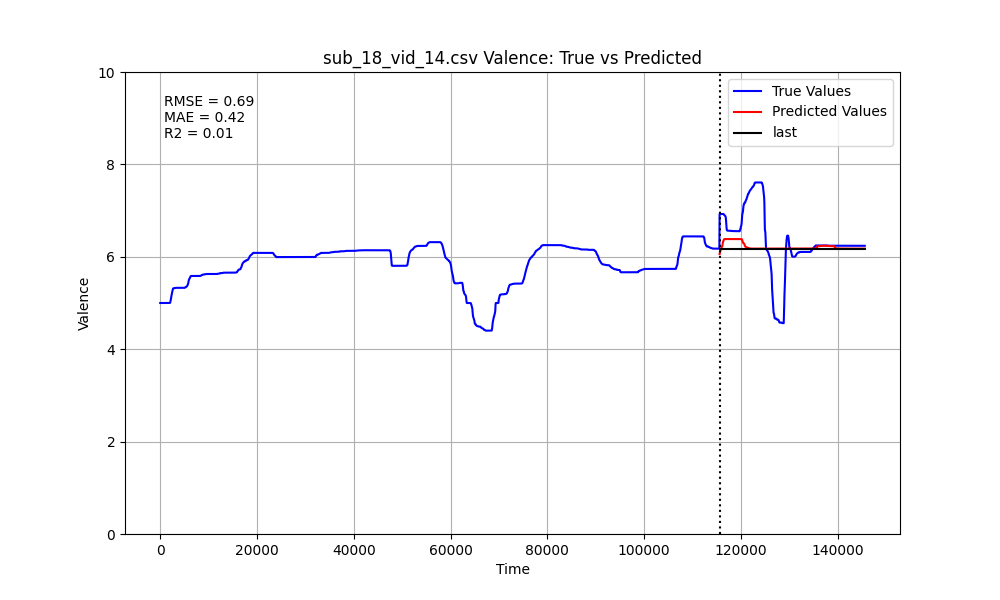 sub_18_vid_14.csv Valence: True vs Predicted
RMSE = 0.69
MAE = 0.42
R2 = 0.01
True Values
Predicted Values
last
10
8
6
4
2
0
Valence
0
20000
40000
60000
80000
100000
120000
140000
Time